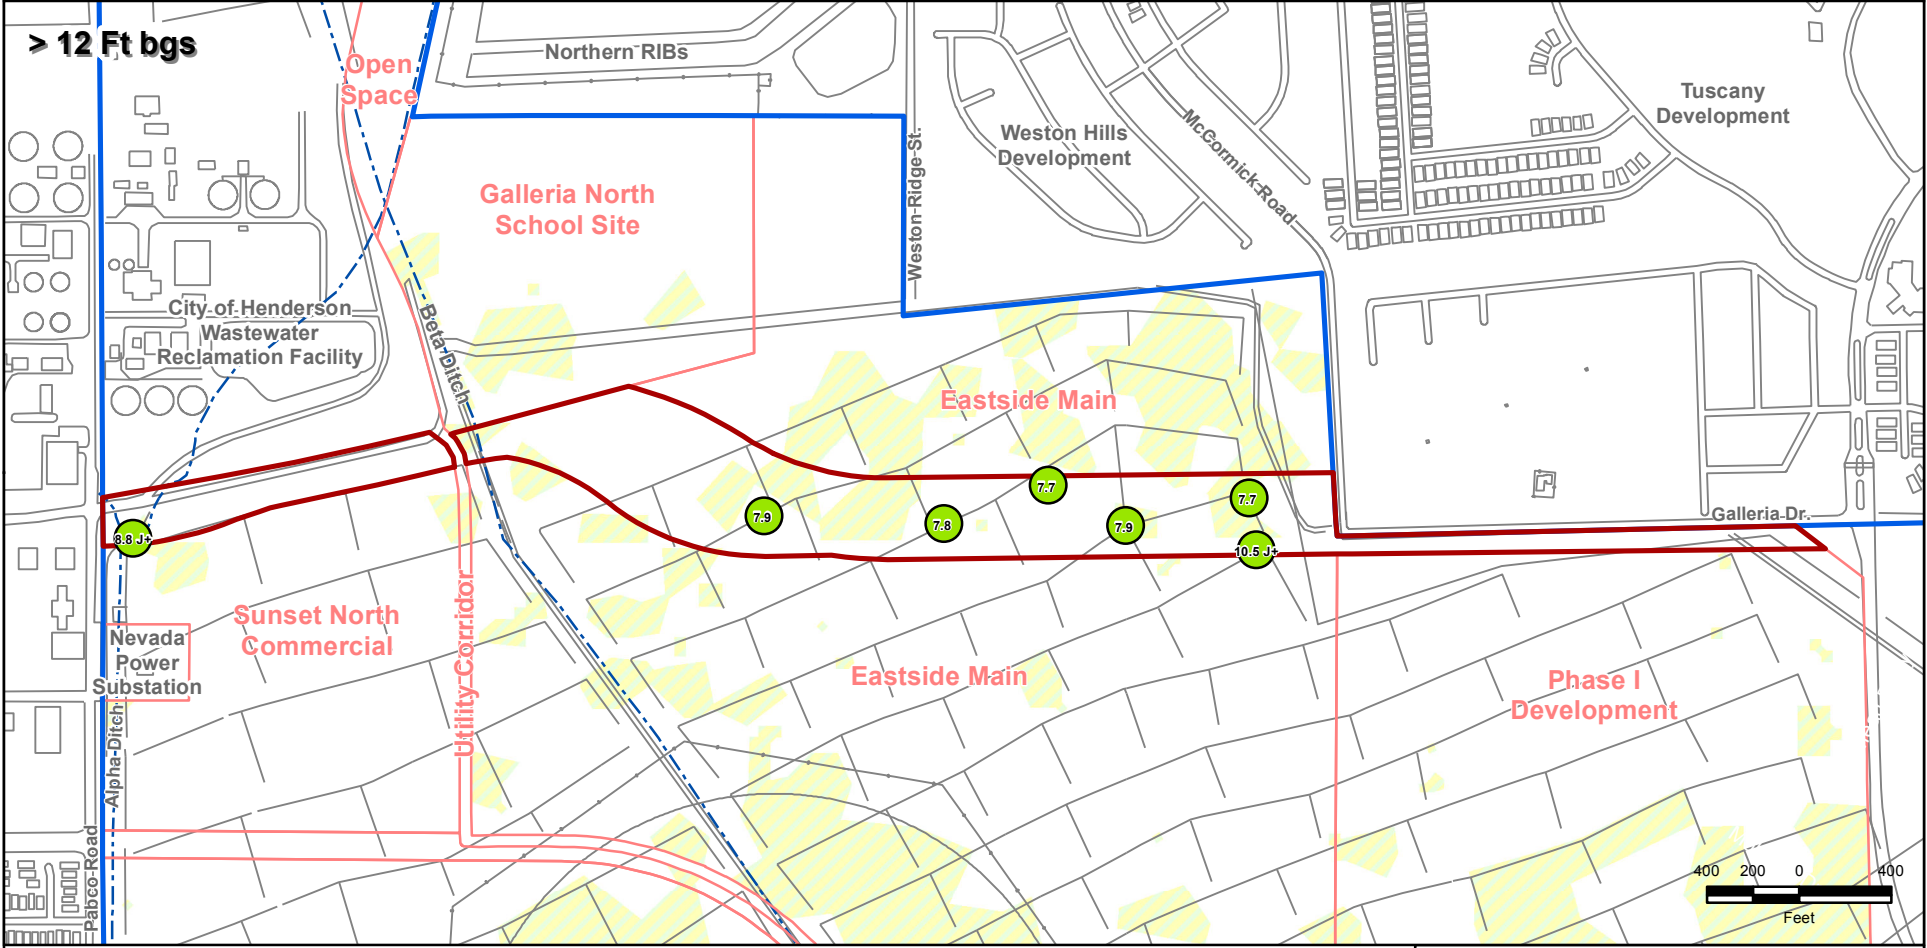 > 12 Ft bgs
Open
Space
Northern RIBs
Tuscany
Development
Weston Hills
Development
McCormick Road
Weston Ridge St.
Galleria North
School Site
City of Henderson
Wastewater
Reclamation Facility
Beta Ditch
Eastside Main
7.7
7.7
7.9
7.8
7.9
8.8 J+
10.5 J+
Galleria Dr.
Sunset North
Commercial
Utility Corridor
Nevada
Power
Substation
Eastside Main
Phase I
Development
Alpha Ditch
Pabco Road
400 200 0 400
Feet